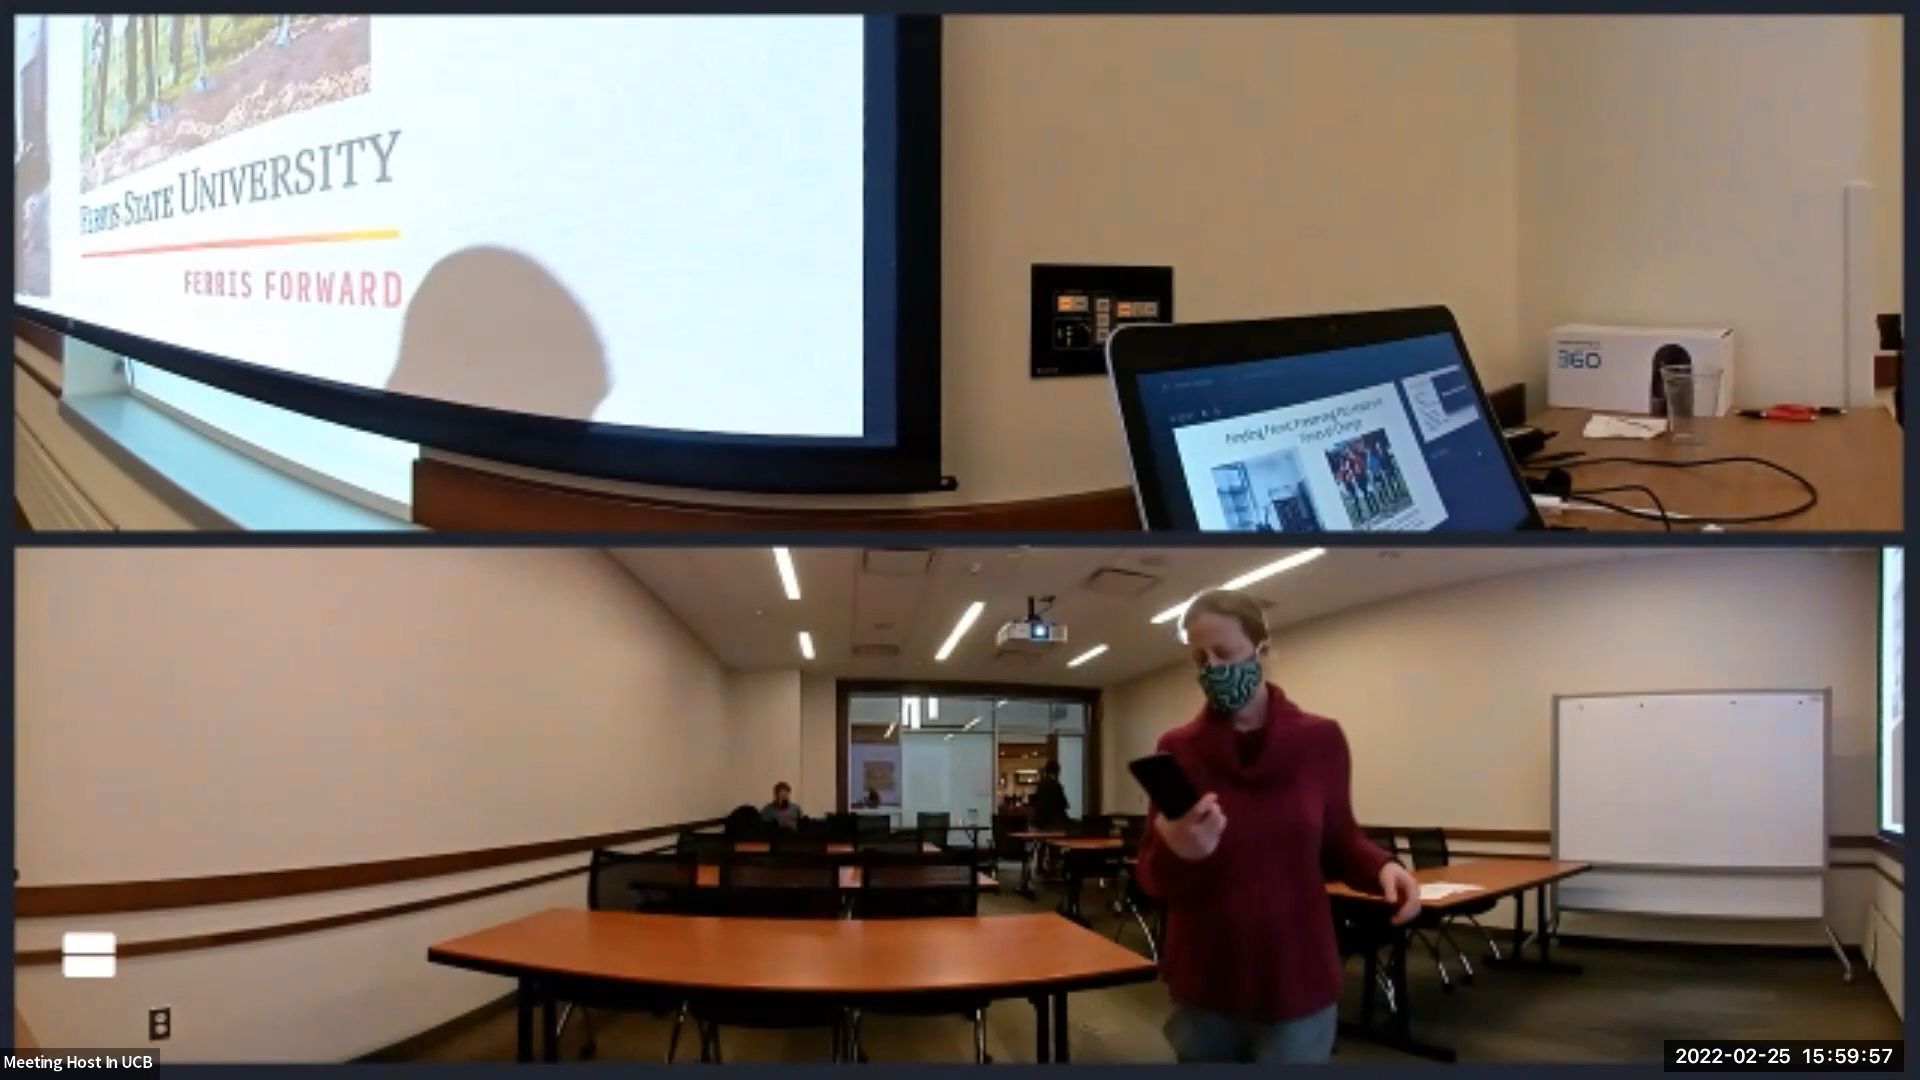 FERRIS STATE UNIVERSITY
FERRIS FORWARD
360
Meeting Host In UCB
2022-02-25 15:59:57